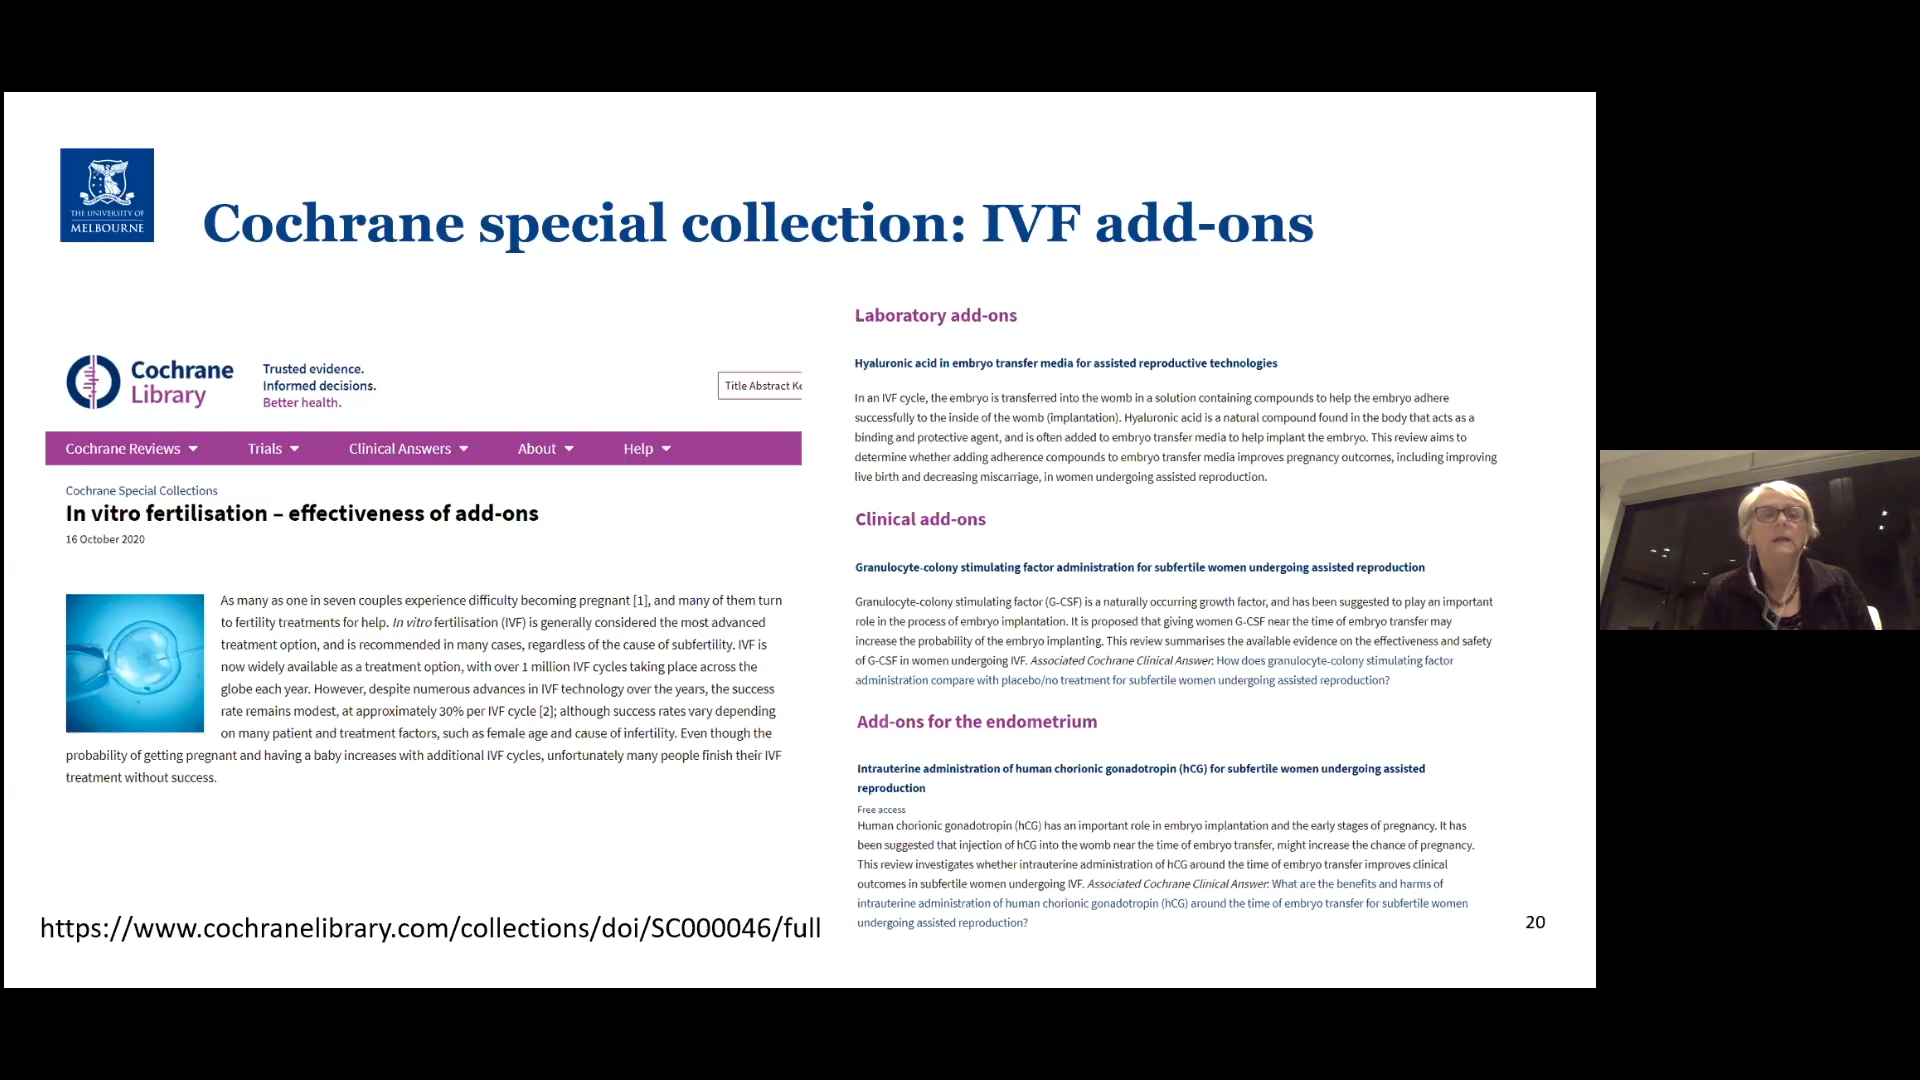 THE UNIVERSITY OF
MELBOURNE
Cochrane special collection: IVF add-ons
Cochrane
Library
Trusted evidence.
Informed decisions.
Better health.
Title Abstract Ke
Cochrane Reviews
Trials
Clinical Answers
About
Help
Cochrane Special Collections
In vitro fertilisation – effectiveness of add-ons
16 October 2020
As many as one in seven couples experience difficulty becoming pregnant [1], and many of them turn
to fertility treatments for help. In vitro fertilisation (IVF) is generally considered the most advanced
treatment option, and is recommended in many cases, regardless of the cause of subfertility. IVF is
now widely available as a treatment option, with over 1 million IVF cycles taking place across the
globe each year. However, despite numerous advances in IVF technology over the years, the success
rate remains modest, at approximately 30% per IVF cycle [2]; although success rates vary depending
on many patient and treatment factors, such as female age and cause of infertility. Even though the
probability of getting pregnant and having a baby increases with additional IVF cycles, unfortunately many people finish their IVF
treatment without success.
https://www.cochranelibrary.com/collections/doi/SC000046/full
Laboratory add-ons
Hyaluronic acid in embryo transfer media for assisted reproductive technologies
In an IVF cycle, the embryo is transferred into the womb in a solution containing compounds to help the embryo adhere
successfully to the inside of the womb (implantation). Hyaluronic acid is a natural compound found in the body that acts as a
binding and protective agent, and is often added to embryo transfer media to help implant the embryo. This review aims to
determine whether adding adherence compounds to embryo transfer media improves pregnancy outcomes, including improving
live birth and decreasing miscarriage, in women undergoing assisted reproduction.
Clinical add-ons
Granulocyte-colony stimulating factor administration for subfertile women undergoing assisted reproduction
Granulocyte-colony stimulating factor (G-CSF) is a naturally occurring growth factor, and has been suggested to play an important
role in the process of embryo implantation. It is proposed that giving women G-CSF near the time of embryo transfer may
increase the probability of the embryo implanting. This review summarises the available evidence on the effectiveness and safety
of G-CSF in women undergoing IVF. Associated Cochrane Clinical Answer: How does granulocyte-colony stimulating factor
administration compare with placebo/no treatment for subfertile women undergoing assisted reproduction?
Add-ons for the endometrium
Intrauterine administration of human chorionic gonadotropin (hCG) for subfertile women undergoing assisted
reproduction
Free access
Human chorionic gonadotropin (hCG) has an important role in embryo implantation and the early stages of pregnancy. It has
been suggested that injection of hCG into the womb near the time of embryo transfer, might increase the chance of pregnancy.
This review investigates whether intrauterine administration of hCG around the time of embryo transfer improves clinical
outcomes in subfertile women undergoing IVF. Associated Cochrane Clinical Answer: What are the benefits and harms of
intrauterine administration of human chorionic gonadotropin (hCG) around the time of embryo transfer for subfertile women
undergoing assisted reproduction?
20